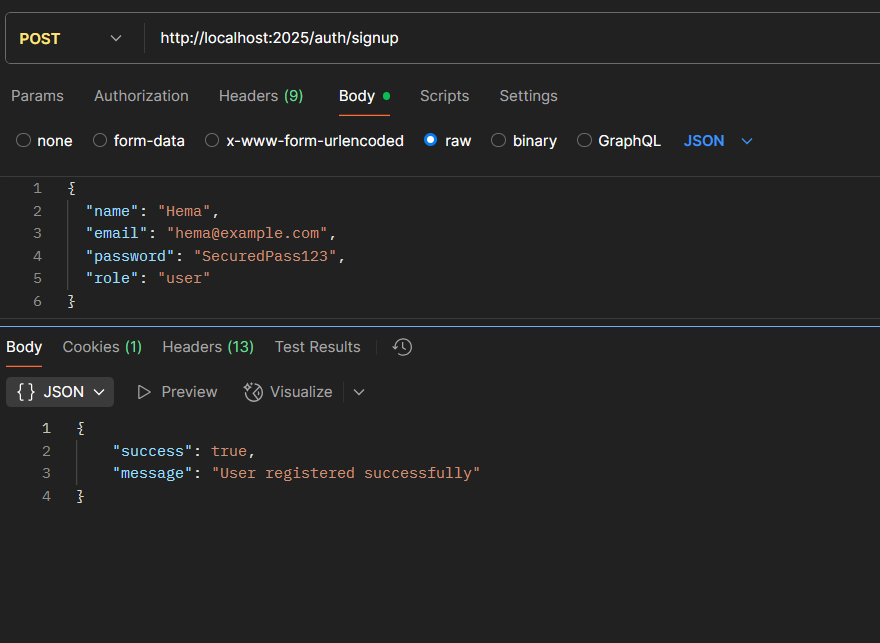 POST http://localhost:2025/auth/signup
Params Authorization Headers (9) Body Scripts Settings
none form-data x-www-form-urlencoded raw binary GraphQL JSON
1 {
2 "name": "Hema",
3 "email": "hema@example.com",
4 "password": "SecuredPass123",
5 "role": "user"
6 }
Body Cookies (1) Headers (13) Test Results
{} JSON Preview Visualize
1 {
2 "success": true,
3 "message": "User registered successfully"
4 }